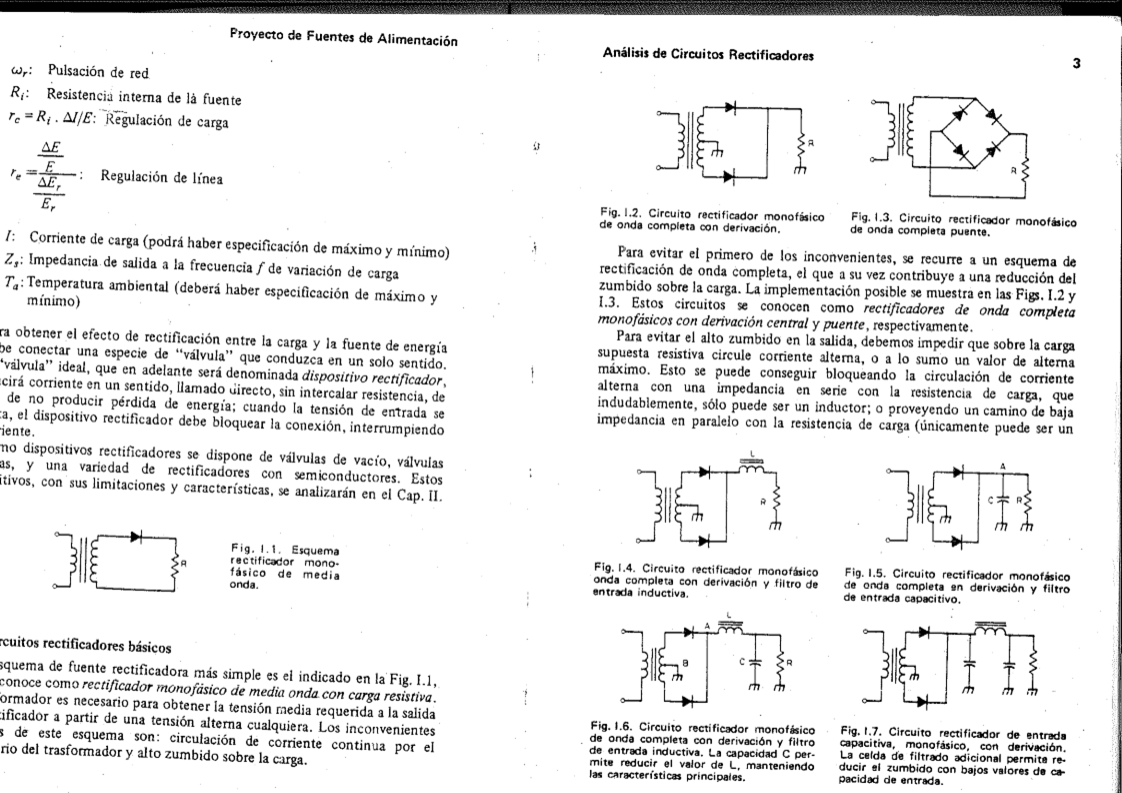 Proyecto de Fuentes de Alimentación
ω_r: Pulsación de red
R_i: Resistencia interna de la fuente
r_c = R_i . ΔI/E: Regulación de carga
ΔE
E
r_e = : Regulación de línea
ΔE_r
E_r
I: Corriente de carga (podrá haber especificación de máximo y mínimo)
Z_s: Impedancia de salida a la frecuencia f de variación de carga
T_a: Temperatura ambiental (deberá haber especificación de máximo y
mínimo)
ra obtener el efecto de rectificación entre la carga y la fuente de energía
be conectar una especie de “válvula” que conduzca en un solo sentido.
“válvula” ideal, que en adelante será denominada dispositivo rectificador,
cirá corriente en un sentido, llamado directo, sin intercalar resistencia, de
de no producir pérdida de energía; cuando la tensión de entrada se
ta, el dispositivo rectificador debe bloquear la conexión, interrumpiendo
riente.
mo dispositivos rectificadores se dispone de válvulas de vacío, válvulas
as, y una variedad de rectificadores con semiconductores. Estos
itivos, con sus limitaciones y características, se analizarán en el Cap. II.
R
Fig. I.1. Esquema
rectificador mono-
fásico de media
onda.
rcuitos rectificadores básicos
squema de fuente rectificadora más simple es el indicado en la Fig. I.1,
conoce como rectificador monofásico de media onda con carga resistiva.
formador es necesario para obtener la tensión media requerida a la salida
tificador a partir de una tensión alterna cualquiera. Los inconvenientes
s de este esquema son: circulación de corriente continua por el
rio del trasformador y alto zumbido sobre la carga.
Análisis de Circuitos Rectificadores
3
R
R
Fig. I.2. Circuito rectificador monofásico
de onda completa con derivación.
Fig. I.3. Circuito rectificador monofásico
de onda completa puente.
Para evitar el primero de los inconvenientes, se recurre a un esquema de
rectificación de onda completa, el que a su vez contribuye a una reducción del
zumbido sobre la carga. La implementación posible se muestra en las Figs. I.2 y
I.3. Estos circuitos se conocen como rectificadores de onda completa
monofásicos con derivación central y puente, respectivamente.
Para evitar el alto zumbido en la salida, debemos impedir que sobre la carga
supuesta resistiva circule corriente alterna, o a lo sumo un valor de alterna
máximo. Esto se puede conseguir bloqueando la circulación de corriente
alterna con una impedancia en serie con la resistencia de carga, que
indudablemente, sólo puede ser un inductor; o proveyendo un camino de baja
impedancia en paralelo con la resistencia de carga (únicamente puede ser un
L
R
A
C
R
Fig. I.4. Circuito rectificador monofásico
onda completa con derivación y filtro de
entrada inductiva.
Fig. I.5. Circuito rectificador monofásico
de onda completa en derivación y filtro
de entrada capacitivo.
A
L
B
C
R
Fig. I.6. Circuito rectificador monofásico
de onda completa con derivación y filtro
de entrada inductiva. La capacidad C per-
mite reducir el valor de L, manteniendo
las características principales.
Fig. I.7. Circuito rectificador de entrada
capacitiva, monofásico, con derivación.
La celda de filtrado adicional permite re-
ducir el zumbido con bajos valores de ca-
pacidad de entrada.